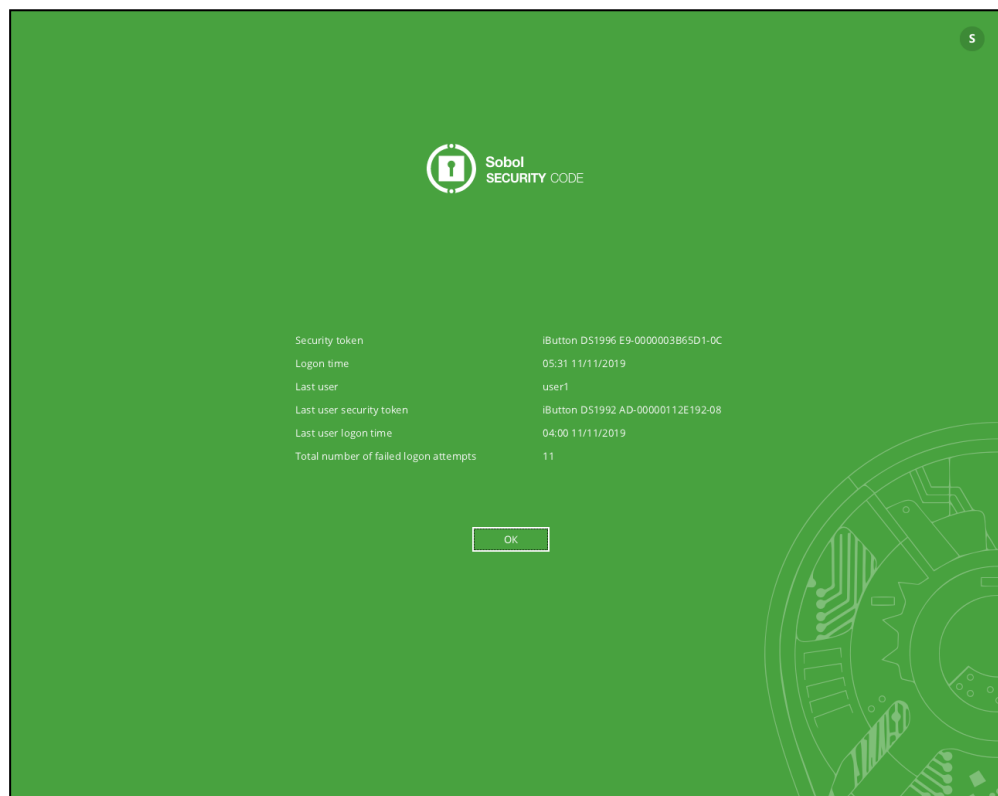 S
Sobol
SECURITY CODE
Security token iButton DS1996 E9-0000003B65D1-0C
Logon time 05:31 11/11/2019
Last user user1
Last user security token iButton DS1992 AD-00000112E192-08
Last user logon time 04:00 11/11/2019
Total number of failed logon attempts 11
OK